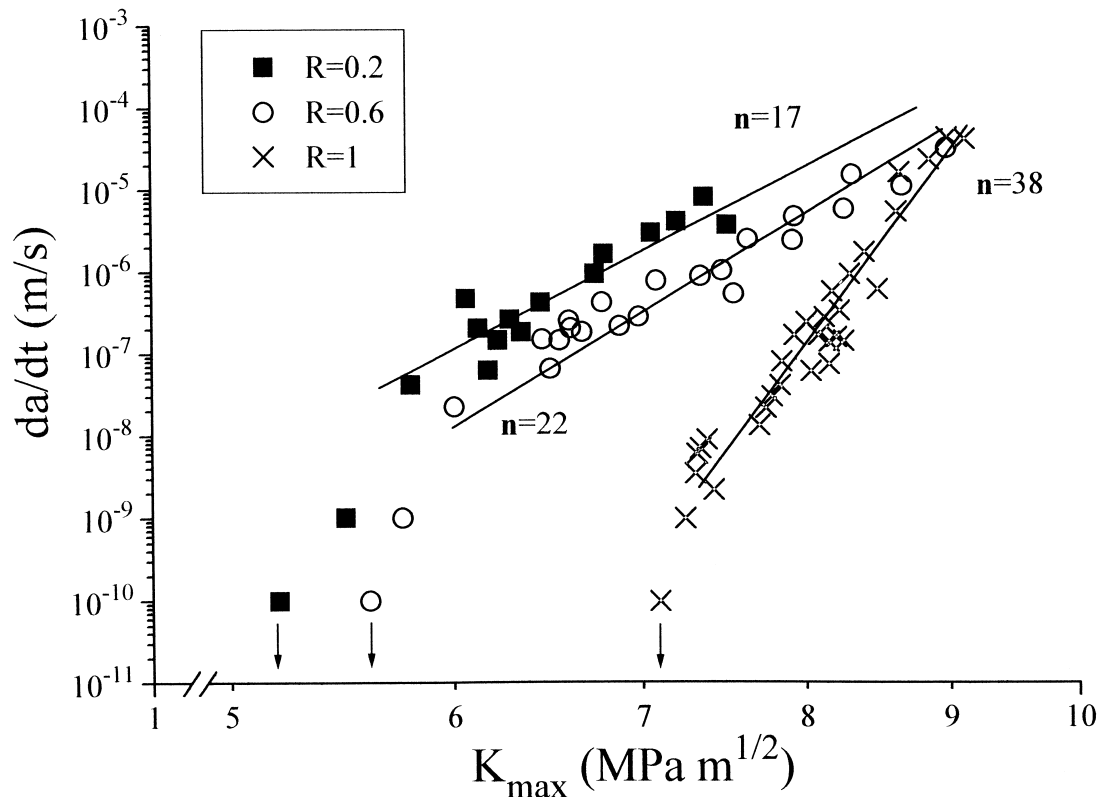 10^-3
10^-4
10^-5
10^-6
10^-7
10^-8
10^-9
10^-10
10^-11
da/dt (m/s)
R=0.2
R=0.6
R=1
n=17
n=38
n=22
1 5 6 7 8 9 10
K_max (MPa m^1/2)